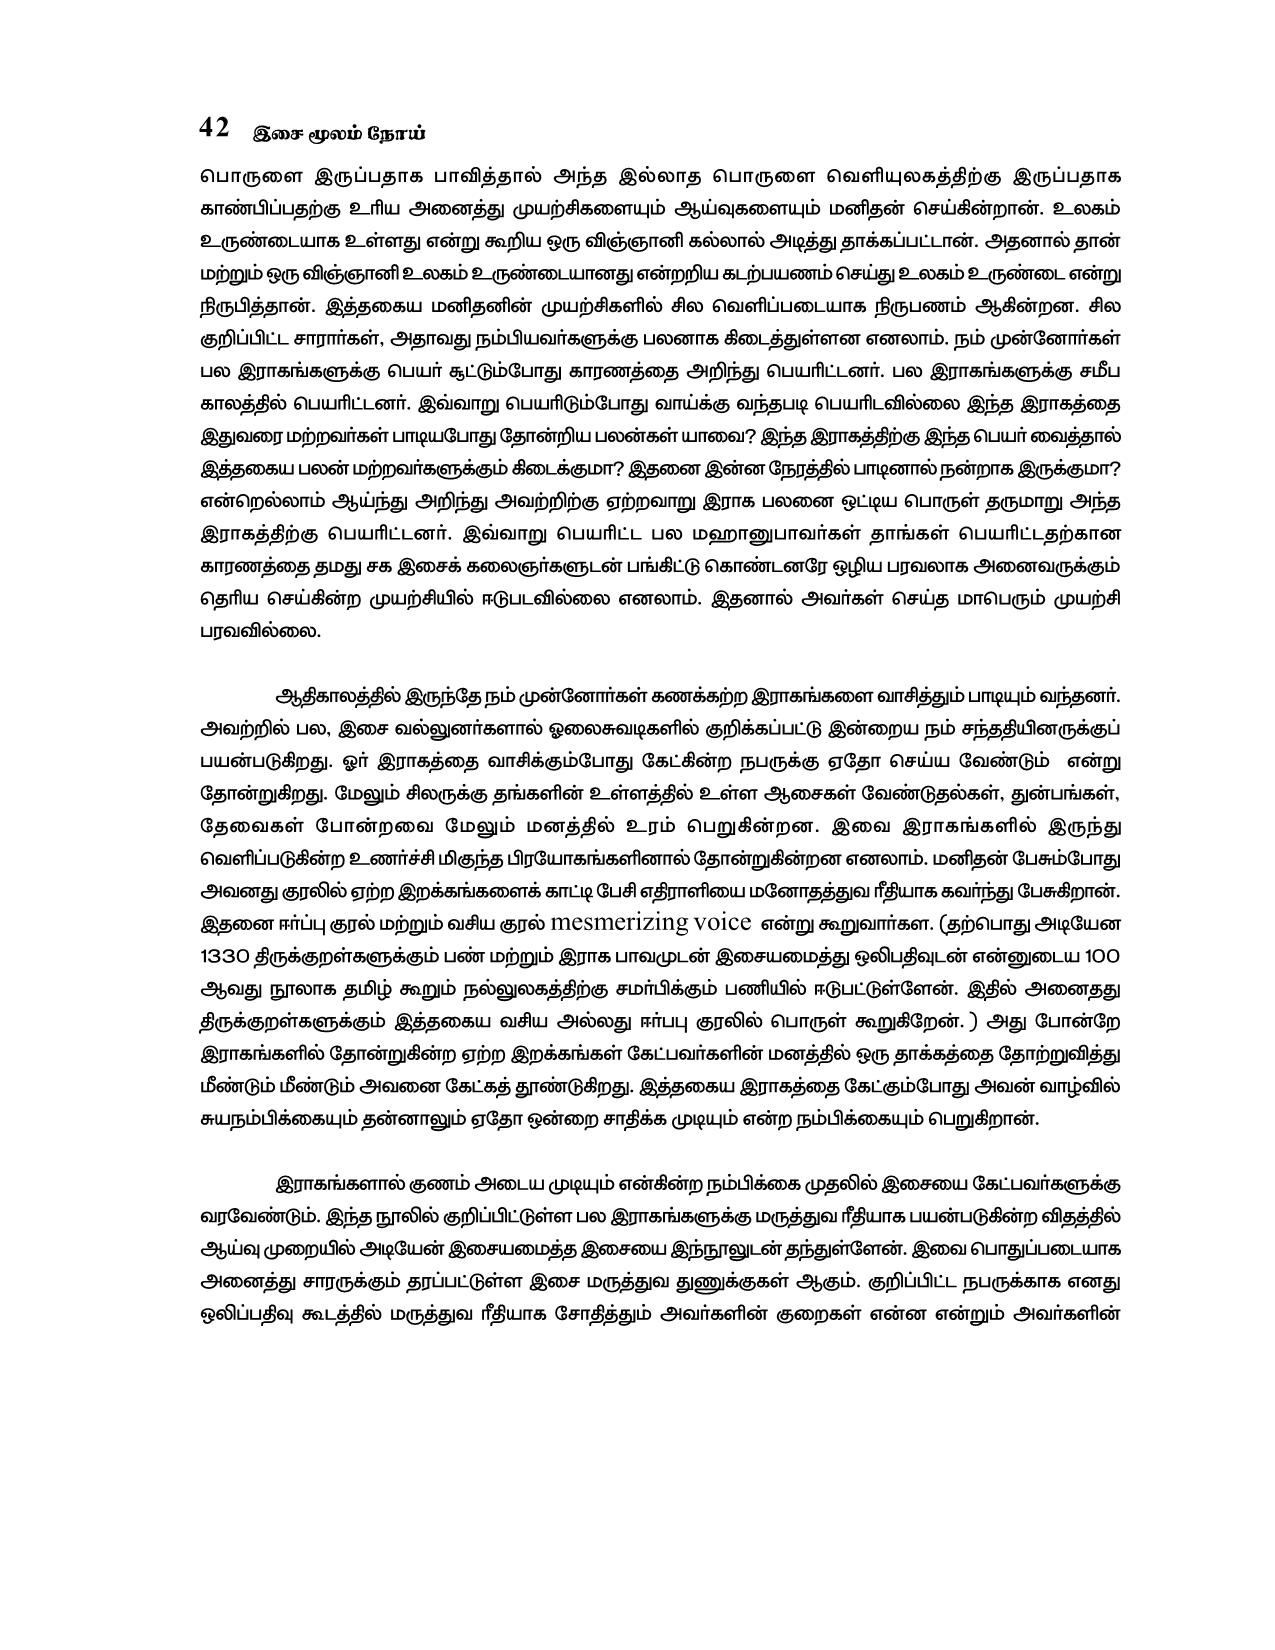 42 இசை மூலம் நோய்
பொருளை இருப்பதாக பாவித்தால் அந்த இல்லாத பொருளை வெளியுலகத்திற்கு இருப்பதாக
காண்பிப்பதற்கு உரிய அனைத்து முயற்சிகளையும் ஆய்வுகளையும் மனிதன் செய்கின்றான். உலகம்
உருண்டையாக உள்ளது என்று கூறிய ஒரு விஞ்ஞானி கல்லால் அடித்து தாக்கப்பட்டான். அதனால் தான்
மற்றும் ஒரு விஞ்ஞானி உலகம் உருண்டையானது என்றறிய கடற்பயணம் செய்து உலகம் உருண்டை என்று
நிருபித்தான். இத்தகைய மனிதனின் முயற்சிகளில் சில வெளிப்படையாக நிருபணம் ஆகின்றன. சில
குறிப்பிட்ட சாரார்கள், அதாவது நம்பியவர்களுக்கு பலனாக கிடைத்துள்ளன எனலாம். நம் முன்னோர்கள்
பல இராகங்களுக்கு பெயர் சூட்டும்போது காரணத்தை அறிந்து பெயரிட்டனர். பல இராகங்களுக்கு சமீப
காலத்தில் பெயரிட்டனர். இவ்வாறு பெயரிடும்போது வாய்க்கு வந்தபடி பெயரிடவில்லை இந்த இராகத்தை
இதுவரை மற்றவர்கள் பாடியபோது தோன்றிய பலன்கள் யாவை? இந்த இராகத்திற்கு இந்த பெயர் வைத்தால்
இத்தகைய பலன் மற்றவர்களுக்கும் கிடைக்குமா? இதனை இன்ன நேரத்தில் பாடினால் நன்றாக இருக்குமா?
என்றெல்லாம் ஆய்ந்து அறிந்து அவற்றிற்கு ஏற்றவாறு இராக பலனை ஒட்டிய பொருள் தருமாறு அந்த
இராகத்திற்கு பெயரிட்டனர். இவ்வாறு பெயரிட்ட பல மஹானுபாவர்கள் தாங்கள் பெயரிட்டதற்கான
காரணத்தை தமது சக இசைக் கலைஞர்களுடன் பங்கிட்டு கொண்டனரே ஒழிய பரவலாக அனைவருக்கும்
தெரிய செய்கின்ற முயற்சியில் ஈடுபடவில்லை எனலாம். இதனால் அவர்கள் செய்த மாபெரும் முயற்சி
பரவவில்லை.
ஆதிகாலத்தில் இருந்தே நம் முன்னோர்கள் கணக்கற்ற இராகங்களை வாசித்தும் பாடியும் வந்தனர்.
அவற்றில் பல, இசை வல்லுனர்களால் ஓலைசுவடிகளில் குறிக்கப்பட்டு இன்றைய நம் சந்ததியினருக்குப்
பயன்படுகிறது. ஓர் இராகத்தை வாசிக்கும்போது கேட்கின்ற நபருக்கு ஏதோ செய்ய வேண்டும் என்று
தோன்றுகிறது. மேலும் சிலருக்கு தங்களின் உள்ளத்தில் உள்ள ஆசைகள் வேண்டுதல்கள், துன்பங்கள்,
தேவைகள் போன்றவை மேலும் மனத்தில் உரம் பெறுகின்றன. இவை இராகங்களில் இருந்து
வெளிப்படுகின்ற உணர்ச்சி மிகுந்த பிரயோகங்களினால் தோன்றுகின்றன எனலாம். மனிதன் பேசும்போது
அவனது குரலில் ஏற்ற இறக்கங்களைக் காட்டி பேசி எதிராளியை மனோதத்துவ ரீதியாக கவர்ந்து பேசுகிறான்.
இதனை ஈர்ப்பு குரல் மற்றும் வசிய குரல் mesmerizing voice என்று கூறுவார்கள. (தற்பொது அடியேன
1330 திருக்குறள்களுக்கும் பண் மற்றும் இராக பாவமுடன் இசையமைத்து ஒலிபதிவுடன் என்னுடைய 100
ஆவது நூலாக தமிழ் கூறும் நல்லுலகத்திற்கு சமர்பிக்கும் பணியில் ஈடுபட்டுள்ளேன். இதில் அனைதது
திருக்குறள்களுக்கும் இத்தகைய வசிய அல்லது ஈர்பபு குரலில் பொருள் கூறுகிறேன். ) அது போன்றே
இராகங்களில் தோன்றுகின்ற ஏற்ற இறக்கங்கள் கேட்பவர்களின் மனத்தில் ஒரு தாக்கத்தை தோற்றுவித்து
மீண்டும் மீண்டும் அவனை கேட்கத் தூண்டுகிறது. இத்தகைய இராகத்தை கேட்கும்போது அவன் வாழ்வில்
சுயநம்பிக்கையும் தன்னாலும் ஏதோ ஒன்றை சாதிக்க முடியும் என்ற நம்பிக்கையும் பெறுகிறான்.
இராகங்களால் குணம் அடைய முடியும் என்கின்ற நம்பிக்கை முதலில் இசையை கேட்பவர்களுக்கு
வரவேண்டும். இந்த நூலில் குறிப்பிட்டுள்ள பல இராகங்களுக்கு மருத்துவ ரீதியாக பயன்படுகின்ற விதத்தில்
ஆய்வு முறையில் அடியேன் இசையமைத்த இசையை இந்நூலுடன் தந்துள்ளேன். இவை பொதுப்படையாக
அனைத்து சாரருக்கும் தரப்பட்டுள்ள இசை மருத்துவ துணுக்குகள் ஆகும். குறிப்பிட்ட நபருக்காக எனது
ஒலிப்பதிவு கூடத்தில் மருத்துவ ரீதியாக சோதித்தும் அவர்களின் குறைகள் என்ன என்றும் அவர்களின்